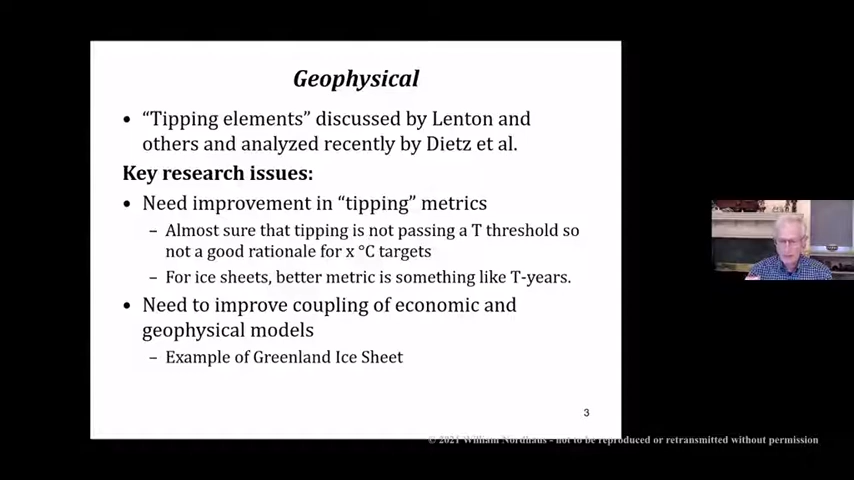 Geophysical
• “Tipping elements” discussed by Lenton and
others and analyzed recently by Dietz et al.
Key research issues:
• Need improvement in “tipping” metrics
– Almost sure that tipping is not passing a T threshold so
not a good rationale for x °C targets
– For ice sheets, better metric is something like T-years.
• Need to improve coupling of economic and
geophysical models
– Example of Greenland Ice Sheet
3
© 2021 William Nordhaus - not to be reproduced or retransmitted without permission